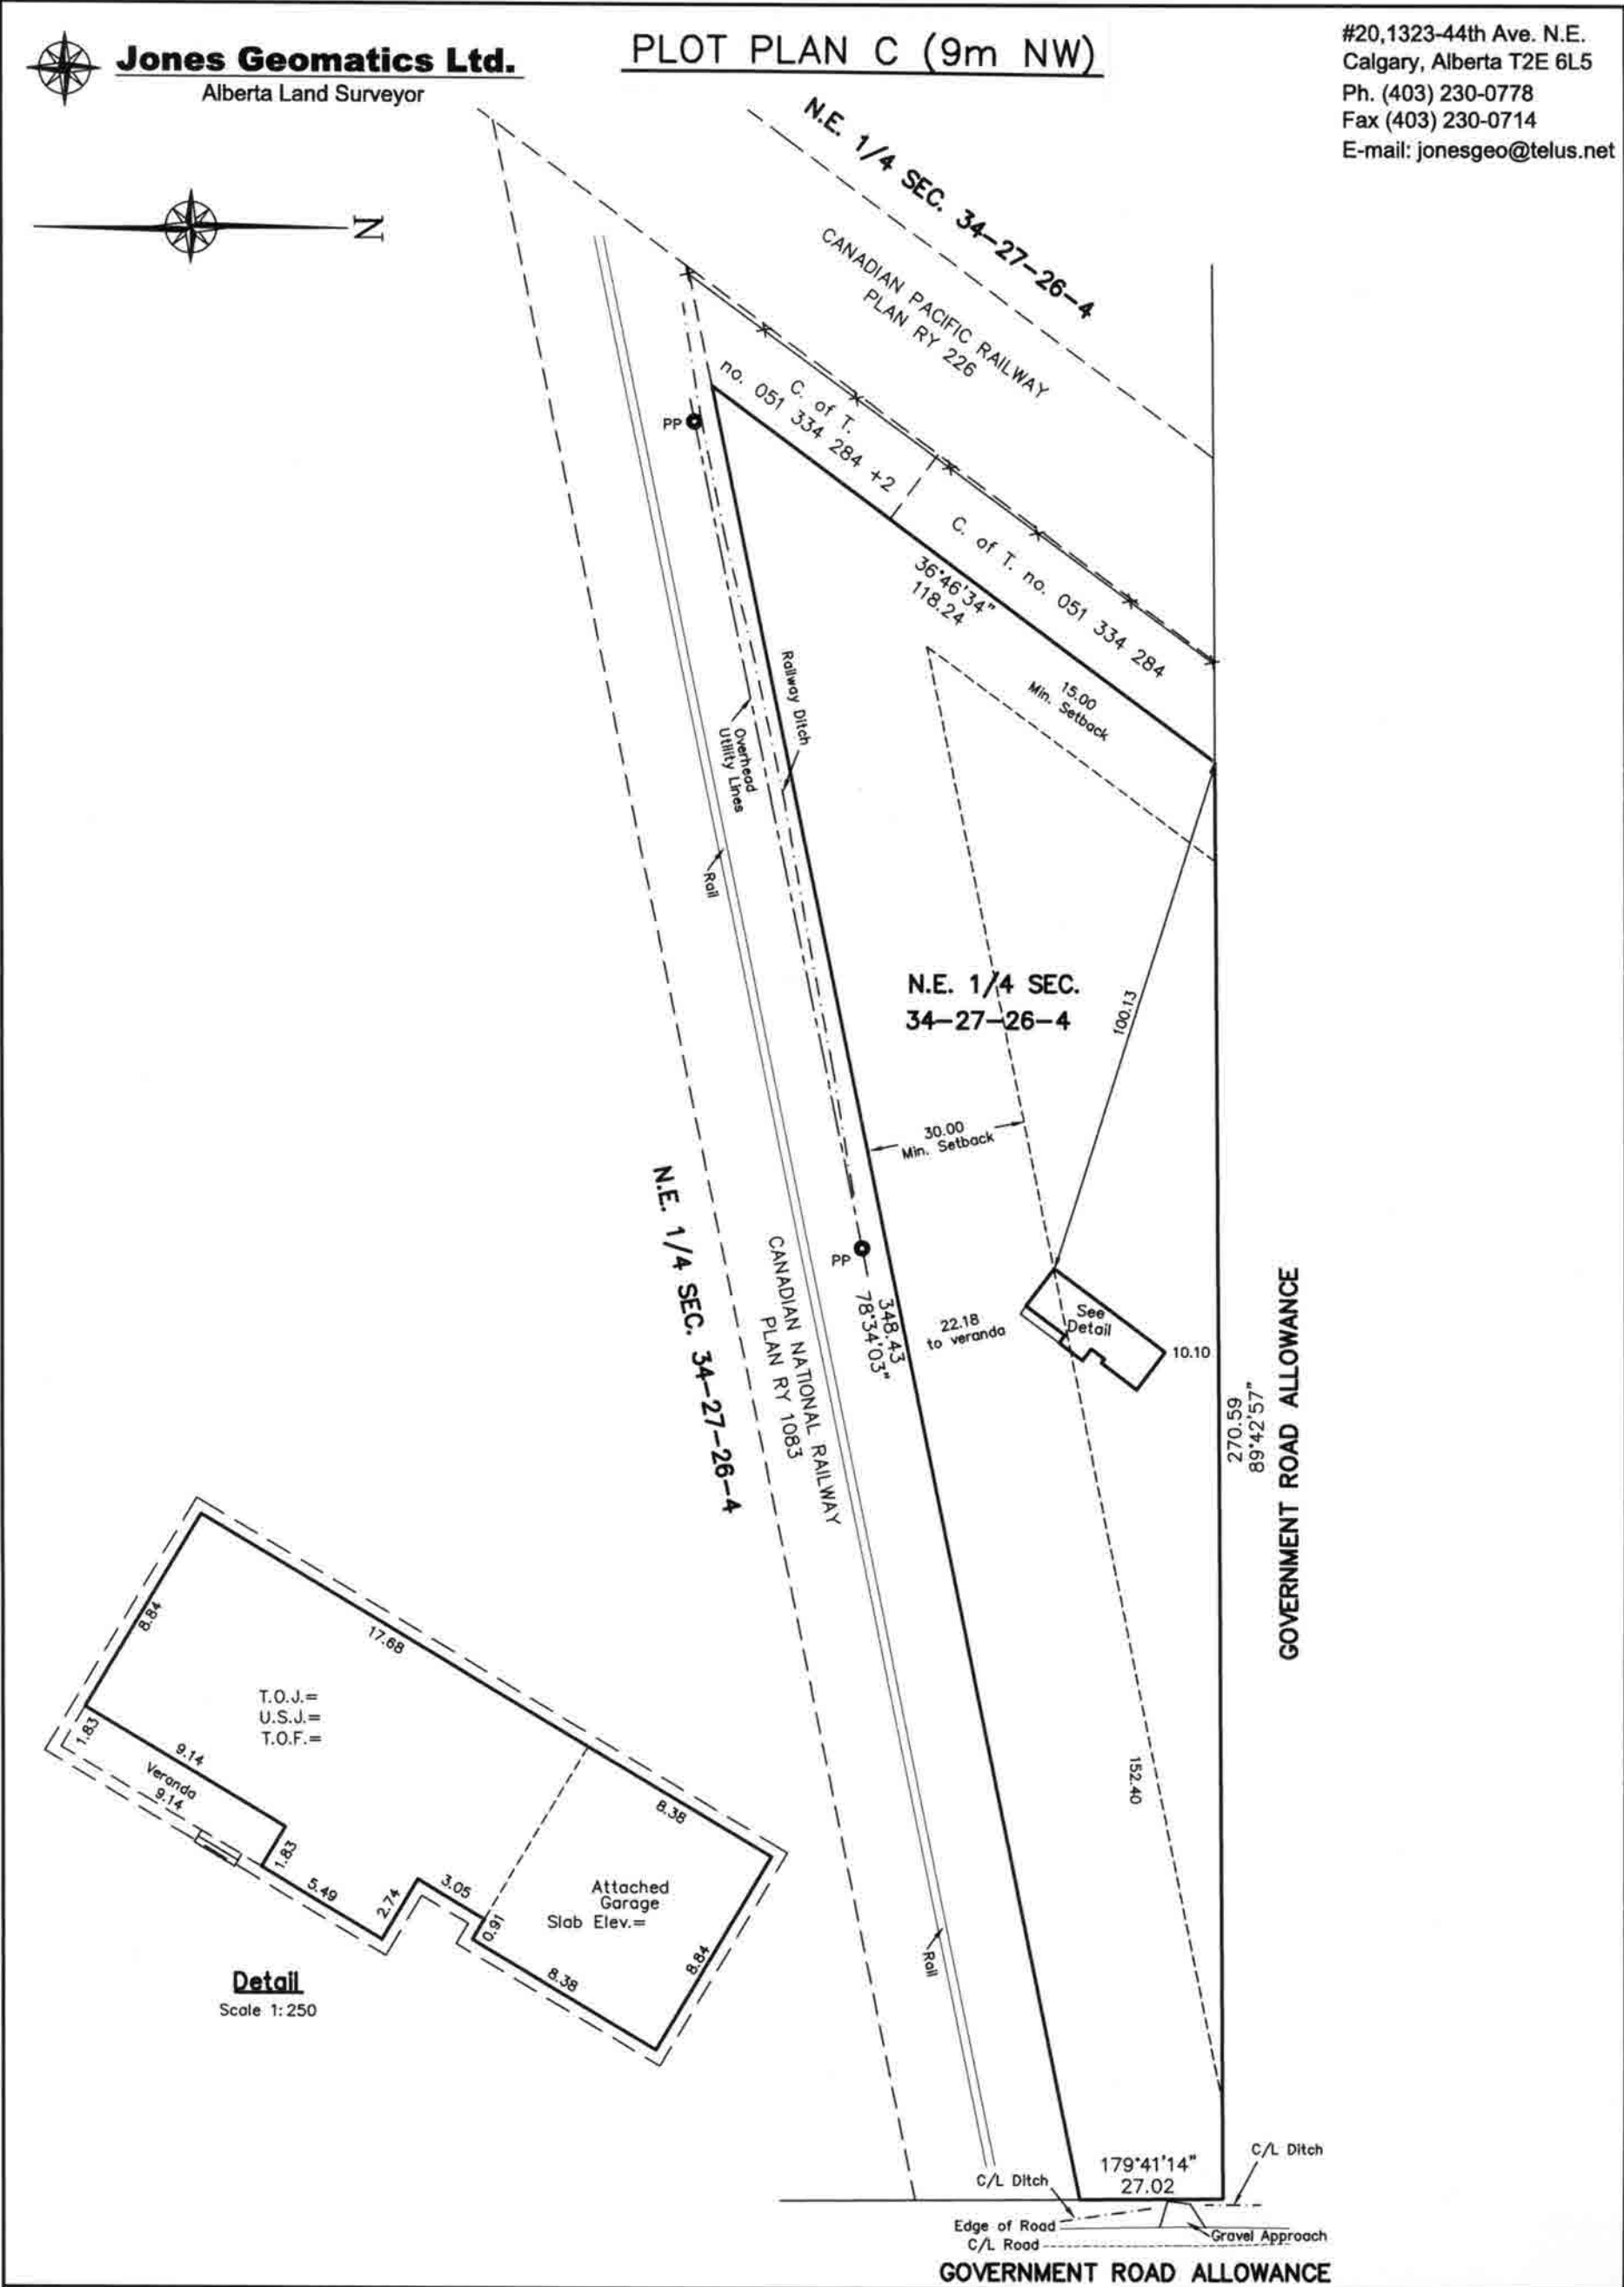 Jones Geomatics Ltd.
Alberta Land Surveyor
PLOT PLAN C (9m NW)
#20,1323-44th Ave. N.E.
Calgary, Alberta T2E 6L5
Ph. (403) 230-0778
Fax (403) 230-0714
E-mail: jonesgeo@telus.net
N
N.E. 1/4 SEC. 34-27-26-4
CANADIAN PACIFIC RAILWAY
PLAN RY 226
C. of T.
no. 051 334 284 +2
C. of T. no. 051 334 284
PP
36°46'34"
118.24
15.00
Min. Setback
Railway Ditch
Overhead
Utility Lines
Rail
N.E. 1/4 SEC.
34-27-26-4
100.13
30.00
Min. Setback
N.E. 1/4 SEC. 34-27-26-4
CANADIAN NATIONAL RAILWAY
PLAN RY 1083
PP
348.43
78°34'03"
22.18
to veranda
See
Detail
10.10
270.59
89°42'57"
GOVERNMENT ROAD ALLOWANCE
8.84
17.68
T.O.J.=
U.S.J.=
T.O.F.=
1.83
9.14
Veranda
9.14
1.83
5.49
2.74
3.05
0.91
8.38
Attached
Garage
Slab Elev.=
8.38
8.84
Detail
Scale 1:250
152.40
Rail
179°41'14"
27.02
C/L Ditch
C/L Ditch
Edge of Road
C/L Road
Gravel Approach
GOVERNMENT ROAD ALLOWANCE